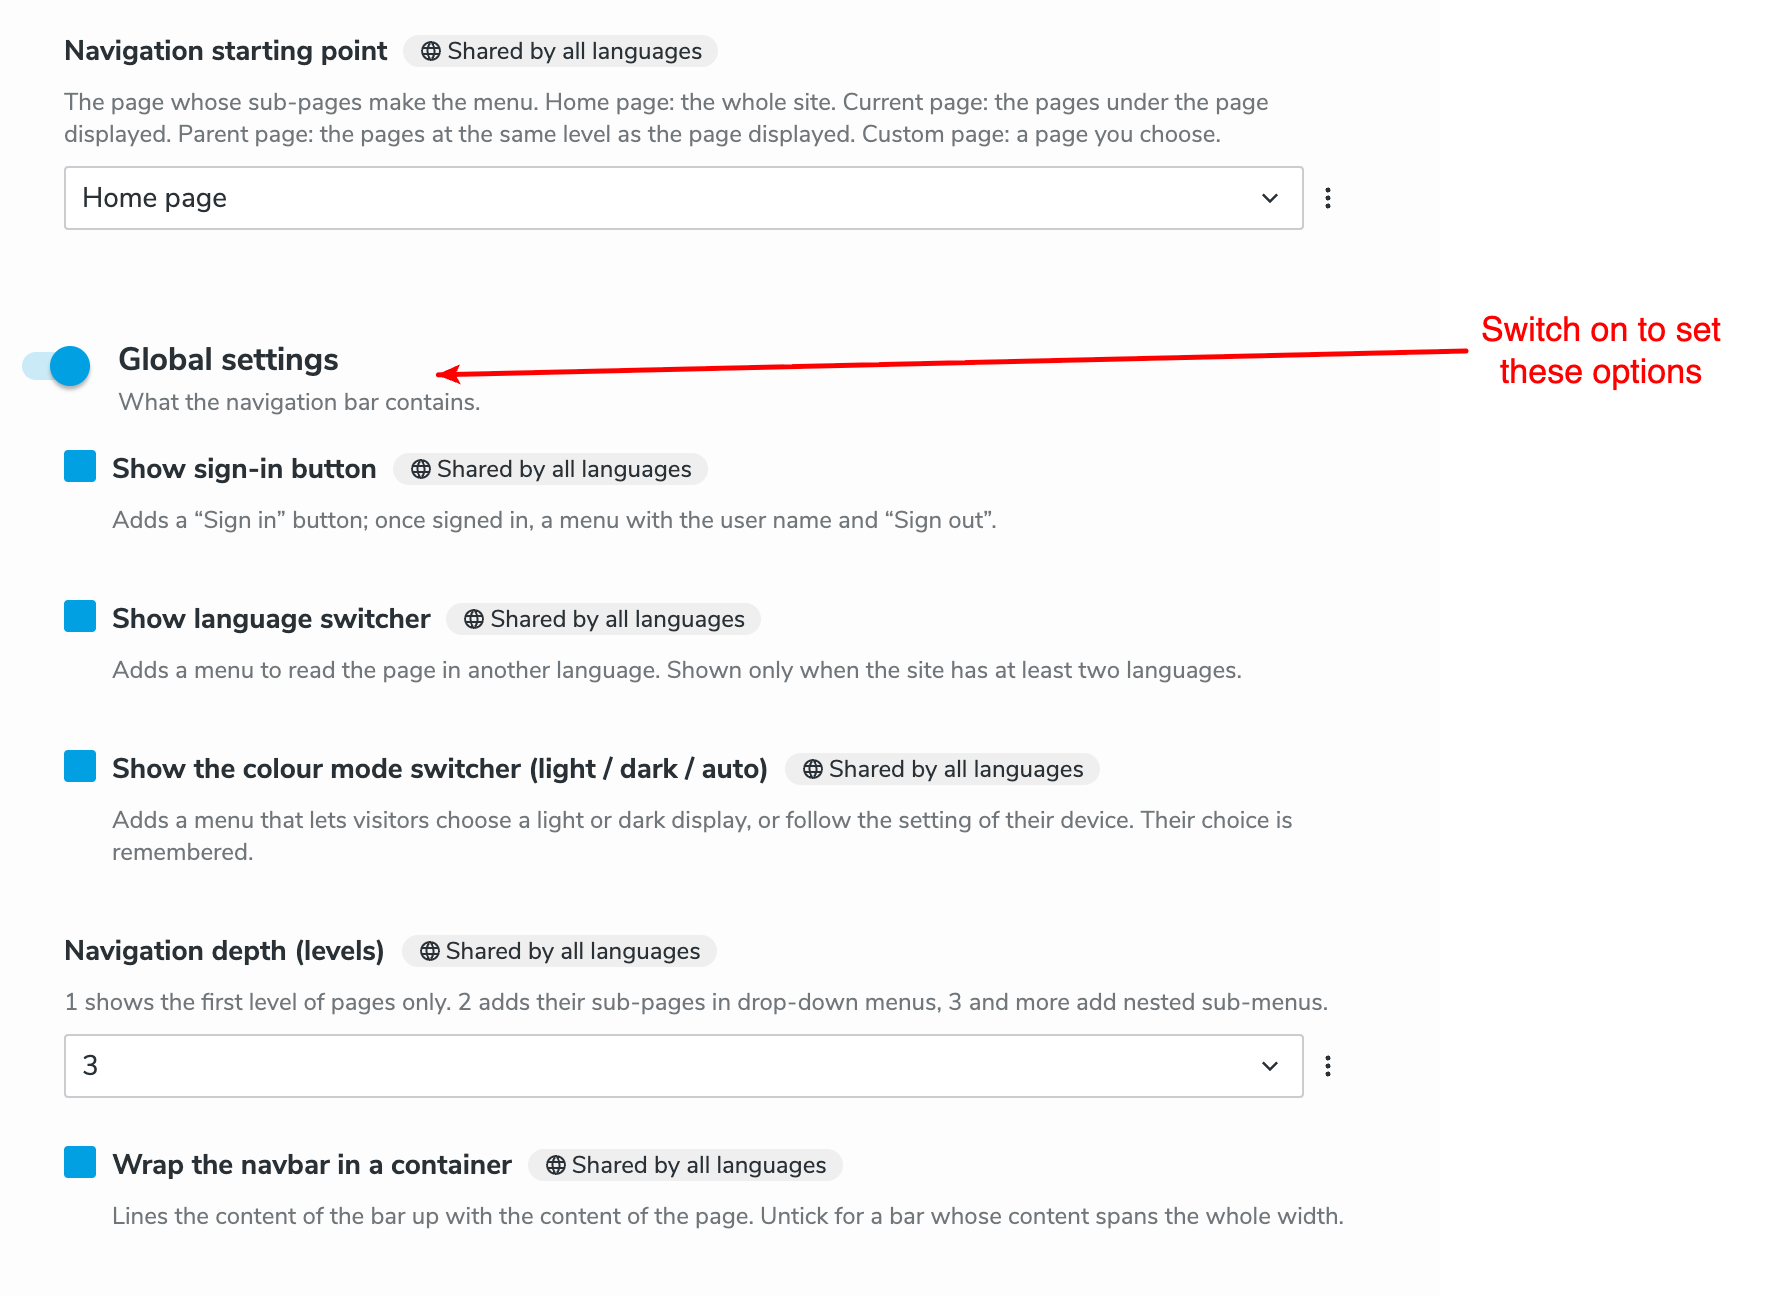 Navigation starting point Shared by all languages
The page whose sub-pages make the menu. Home page: the whole site. Current page: the pages under the page
displayed. Parent page: the pages at the same level as the page displayed. Custom page: a page you choose.
Home page
Switch on to set
these options
Global settings
What the navigation bar contains.
Show sign-in button Shared by all languages
Adds a “Sign in” button; once signed in, a menu with the user name and “Sign out”.
Show language switcher Shared by all languages
Adds a menu to read the page in another language. Shown only when the site has at least two languages.
Show the colour mode switcher (light / dark / auto) Shared by all languages
Adds a menu that lets visitors choose a light or dark display, or follow the setting of their device. Their choice is
remembered.
Navigation depth (levels) Shared by all languages
1 shows the first level of pages only. 2 adds their sub-pages in drop-down menus, 3 and more add nested sub-menus.
3
Wrap the navbar in a container Shared by all languages
Lines the content of the bar up with the content of the page. Untick for a bar whose content spans the whole width.